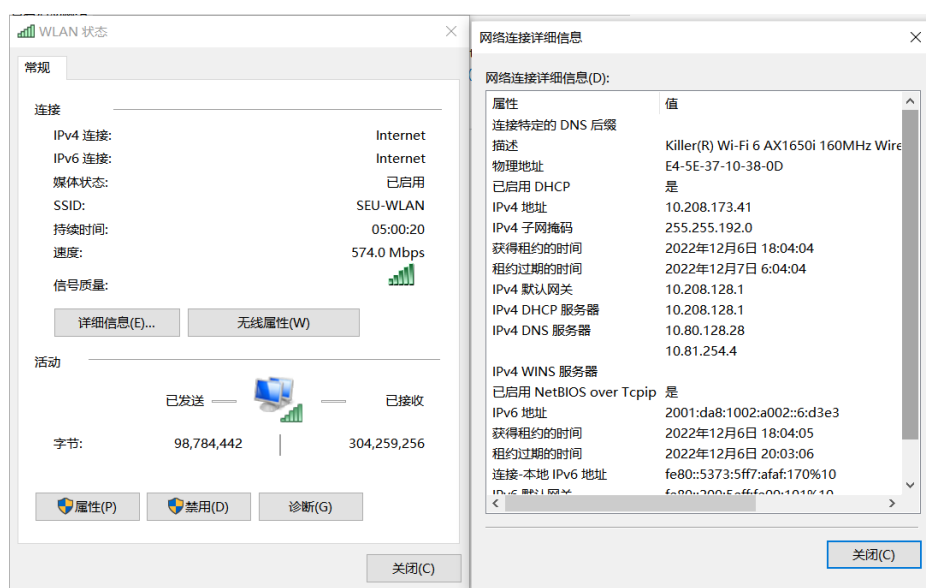 WLAN 状态
常规
连接
IPv4 连接: Internet
IPv6 连接: Internet
媒体状态: 已启用
SSID: SEU-WLAN
持续时间: 05:00:20
速度: 574.0 Mbps
信号质量:
详细信息(E)... 无线属性(W)
活动
已发送 已接收
字节: 98,784,442 304,259,256
属性(P) 禁用(D) 诊断(G)
关闭(C)
网络连接详细信息
网络连接详细信息(D):
属性 值
连接特定的 DNS 后缀
描述 Killer(R) Wi-Fi 6 AX1650i 160MHz Wire
物理地址 E4-5E-37-10-38-0D
已启用 DHCP 是
IPv4 地址 10.208.173.41
IPv4 子网掩码 255.255.192.0
获得租约的时间 2022年12月6日 18:04:04
租约过期的时间 2022年12月7日 6:04:04
IPv4 默认网关 10.208.128.1
IPv4 DHCP 服务器 10.208.128.1
IPv4 DNS 服务器 10.80.128.28
10.81.254.4
IPv4 WINS 服务器
已启用 NetBIOS over Tcpip 是
IPv6 地址 2001:da8:1002:a002::6:d3e3
获得租约的时间 2022年12月6日 18:04:05
租约过期的时间 2022年12月6日 20:03:06
连接-本地 IPv6 地址 fe80::5373:5ff7:afaf:170%10
IPv6 默认网关
关闭(C)